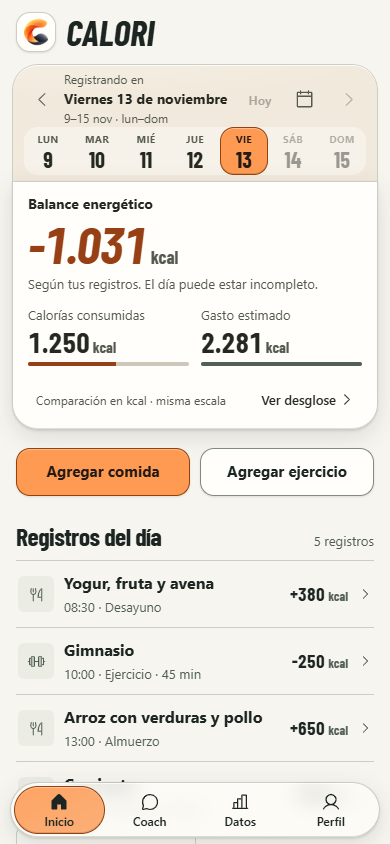 CALORI
Registrando en
Viernes 13 de noviembre
Hoy
9–15 nov · lun–dom
LUN MAR MIÉ JUE VIE SÁB DOM
9 10 11 12 13 14 15
Balance energético
-1.031 kcal
Según tus registros. El día puede estar incompleto.
Calorías consumidas Gasto estimado
1.250 kcal 2.281 kcal
Comparación en kcal · misma escala Ver desglose
Agregar comida Agregar ejercicio
Registros del día 5 registros
Yogur, fruta y avena
+380 kcal
08:30 · Desayuno
Gimnasio
-250 kcal
10:00 · Ejercicio · 45 min
Arroz con verduras y pollo
+650 kcal
13:00 · Almuerzo
Inicio Coach Datos Perfil